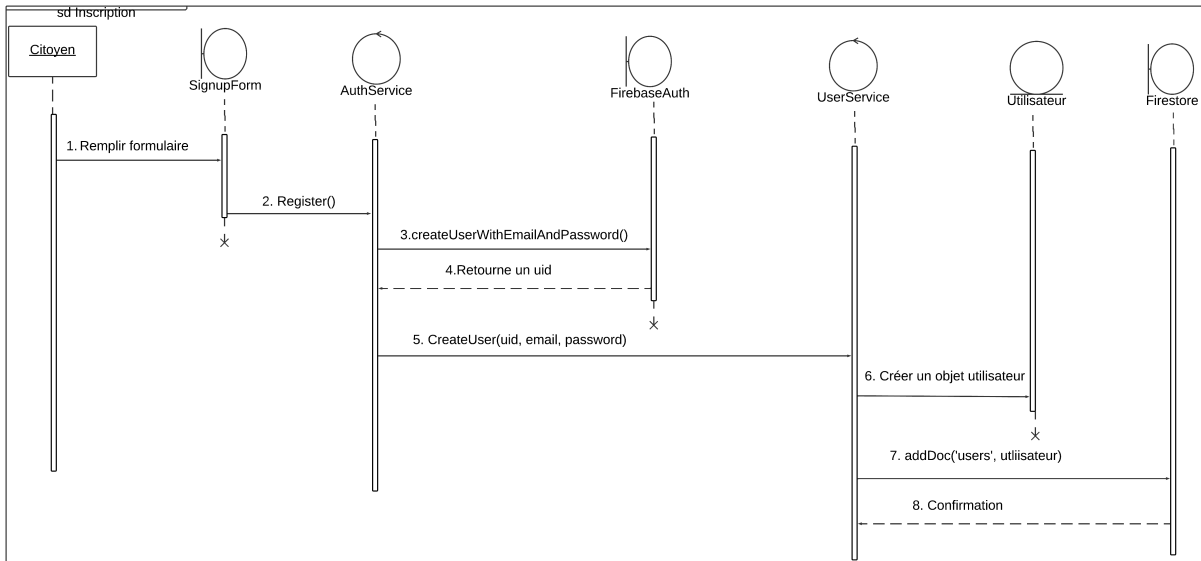 sd Inscription
Citoyen
SignupForm
AuthService
FirebaseAuth
UserService
Utilisateur
Firestore
1. Remplir formulaire
2. Register()
3.createUserWithEmailAndPassword()
4.Retourne un uid
5. CreateUser(uid, email, password)
6. Créer un objet utilisateur
7. addDoc('users', utliisateur)
8. Confirmation